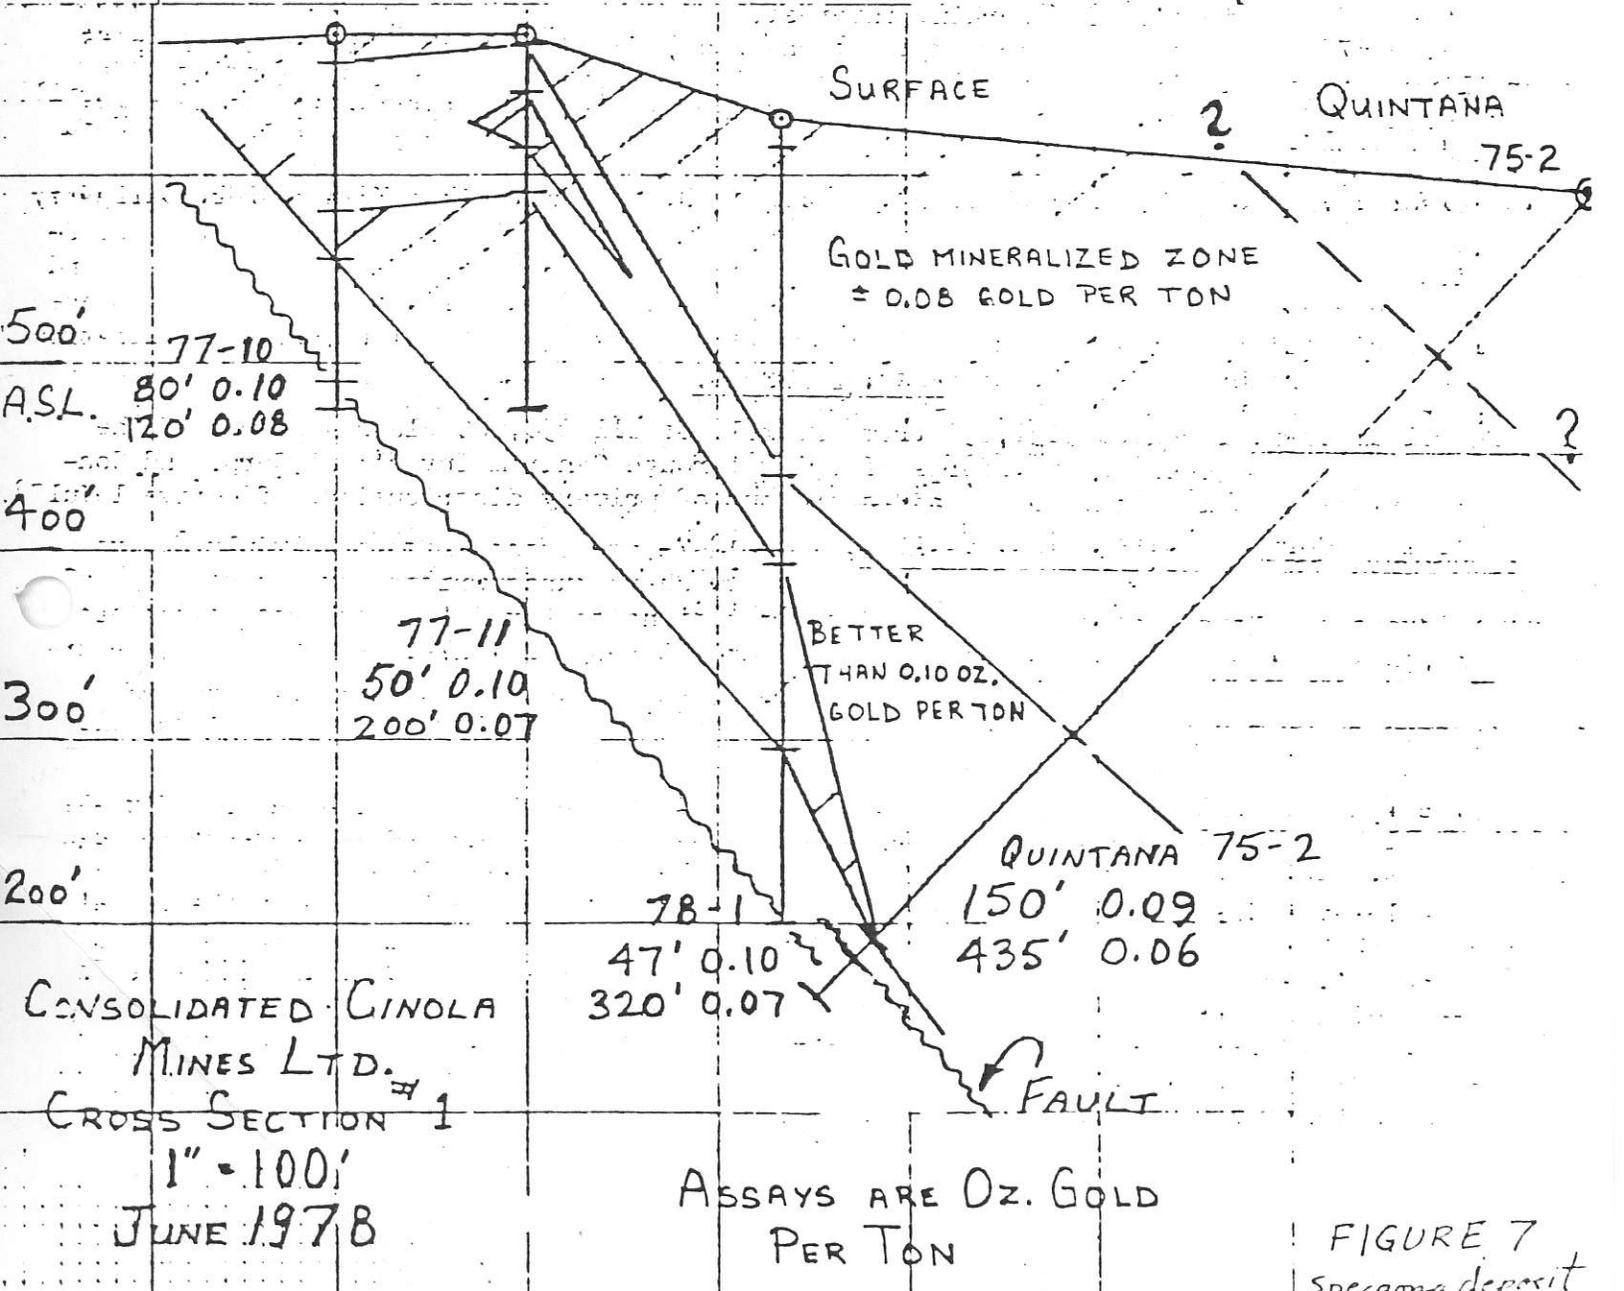 SURFACE
?
QUINTANA
75-2
GOLD MINERALIZED ZONE
± 0.08 GOLD PER TON
500'
A.S.L.
77-10
80' 0.10
120' 0.08
?
400'
77-11
50' 0.10
200' 0.07
BETTER
THAN 0.10 OZ.
GOLD PER TON
300'
QUINTANA 75-2
150' 0.09
435' 0.06
200'
78-1
47' 0.10
320' 0.07
CONSOLIDATED CINOLA
MINES LTD.
CROSS SECTION #1
1" = 100'
JUNE 1978
FAULT
ASSAYS ARE OZ. GOLD
PER TON
FIGURE 7
deposit